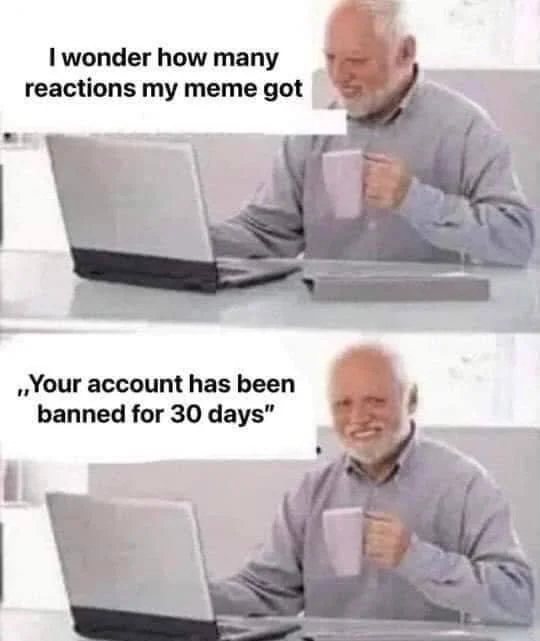 I wonder how many
reactions my meme got
,,Your account has been
banned for 30 days"